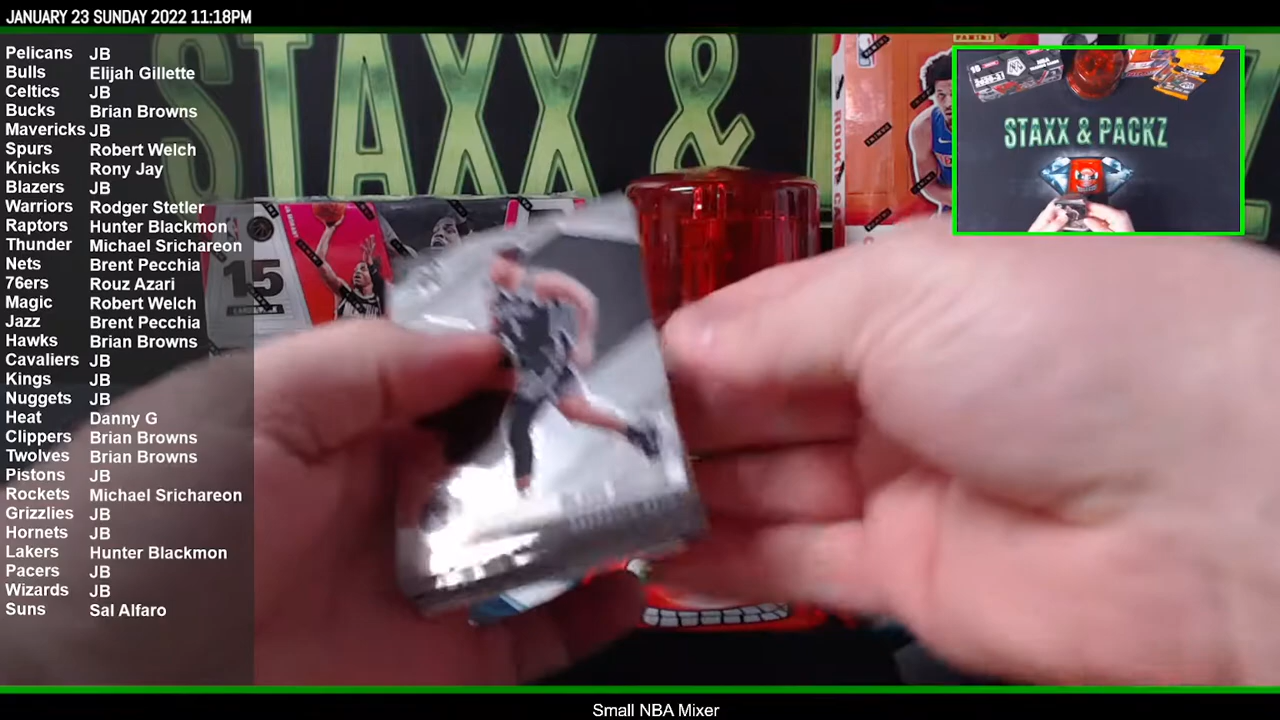 JANUARY 23 SUNDAY 2022 11:18PM
STAXX &
Pelicans JB
Bulls Elijah Gillette
Celtics JB
Bucks Brian Browns
Mavericks JB
Spurs Robert Welch
Knicks Rony Jay
Blazers JB
Warriors Rodger Stetler
Raptors Hunter Blackmon
Thunder Michael Srichareon
Nets Brent Pecchia
76ers Rouz Azari
Magic Robert Welch
Jazz Brent Pecchia
Hawks Brian Browns
Cavaliers JB
Kings JB
Nuggets JB
Heat Danny G
Clippers Brian Browns
Twolves Brian Browns
Pistons JB
Rockets Michael Srichareon
Grizzlies JB
Hornets JB
Lakers Hunter Blackmon
Pacers JB
Wizards JB
Suns Sal Alfaro
15
PANINI
STAXX & PACKZ
Small NBA Mixer